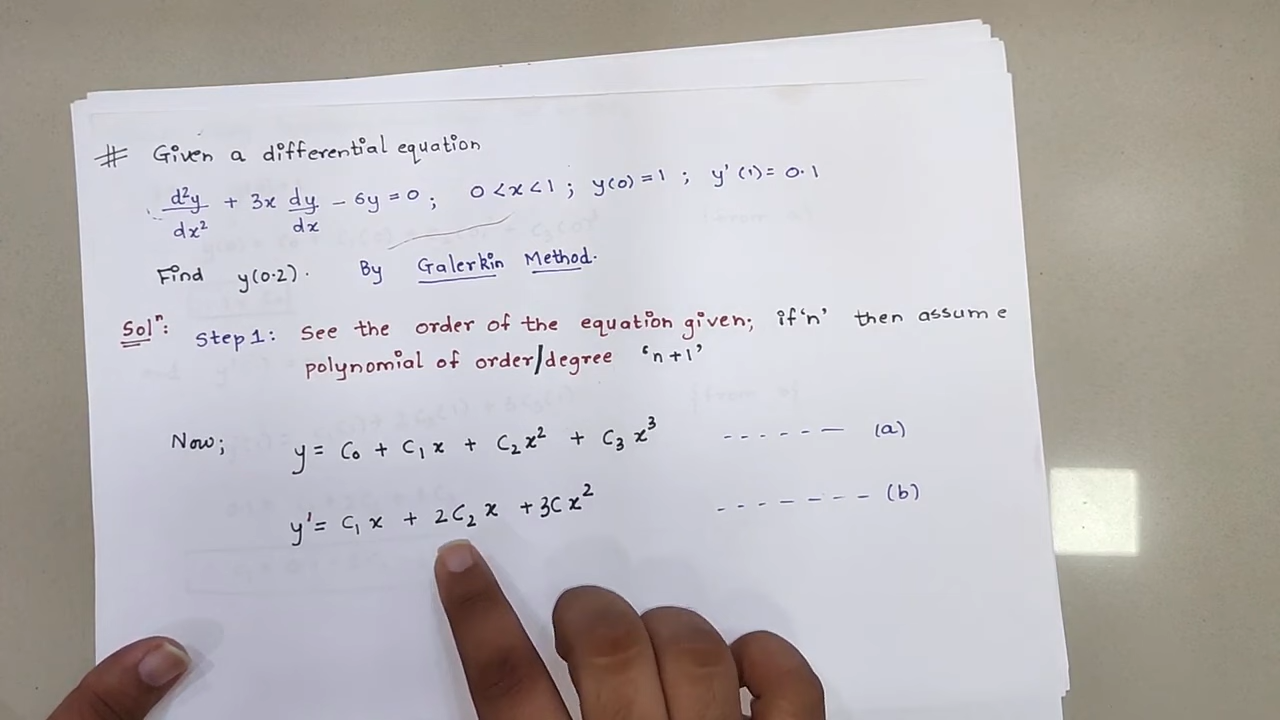 # Given a differential equation
d²y/dx² + 3x dy/dx - 6y = 0 ; 0 < x < 1 ; y(0) = 1 ; y'(1) = 0.1
Find y(0.2). By Galerkin Method.
Solⁿ: Step 1: See the order of the equation given; if 'n' then assume
polynomial of order/degree 'n+1'
Now; y = C₀ + C₁x + C₂x² + C₃x³ ------ (a)
y' = C₁x + 2C₂x + 3Cx² ------- (b)